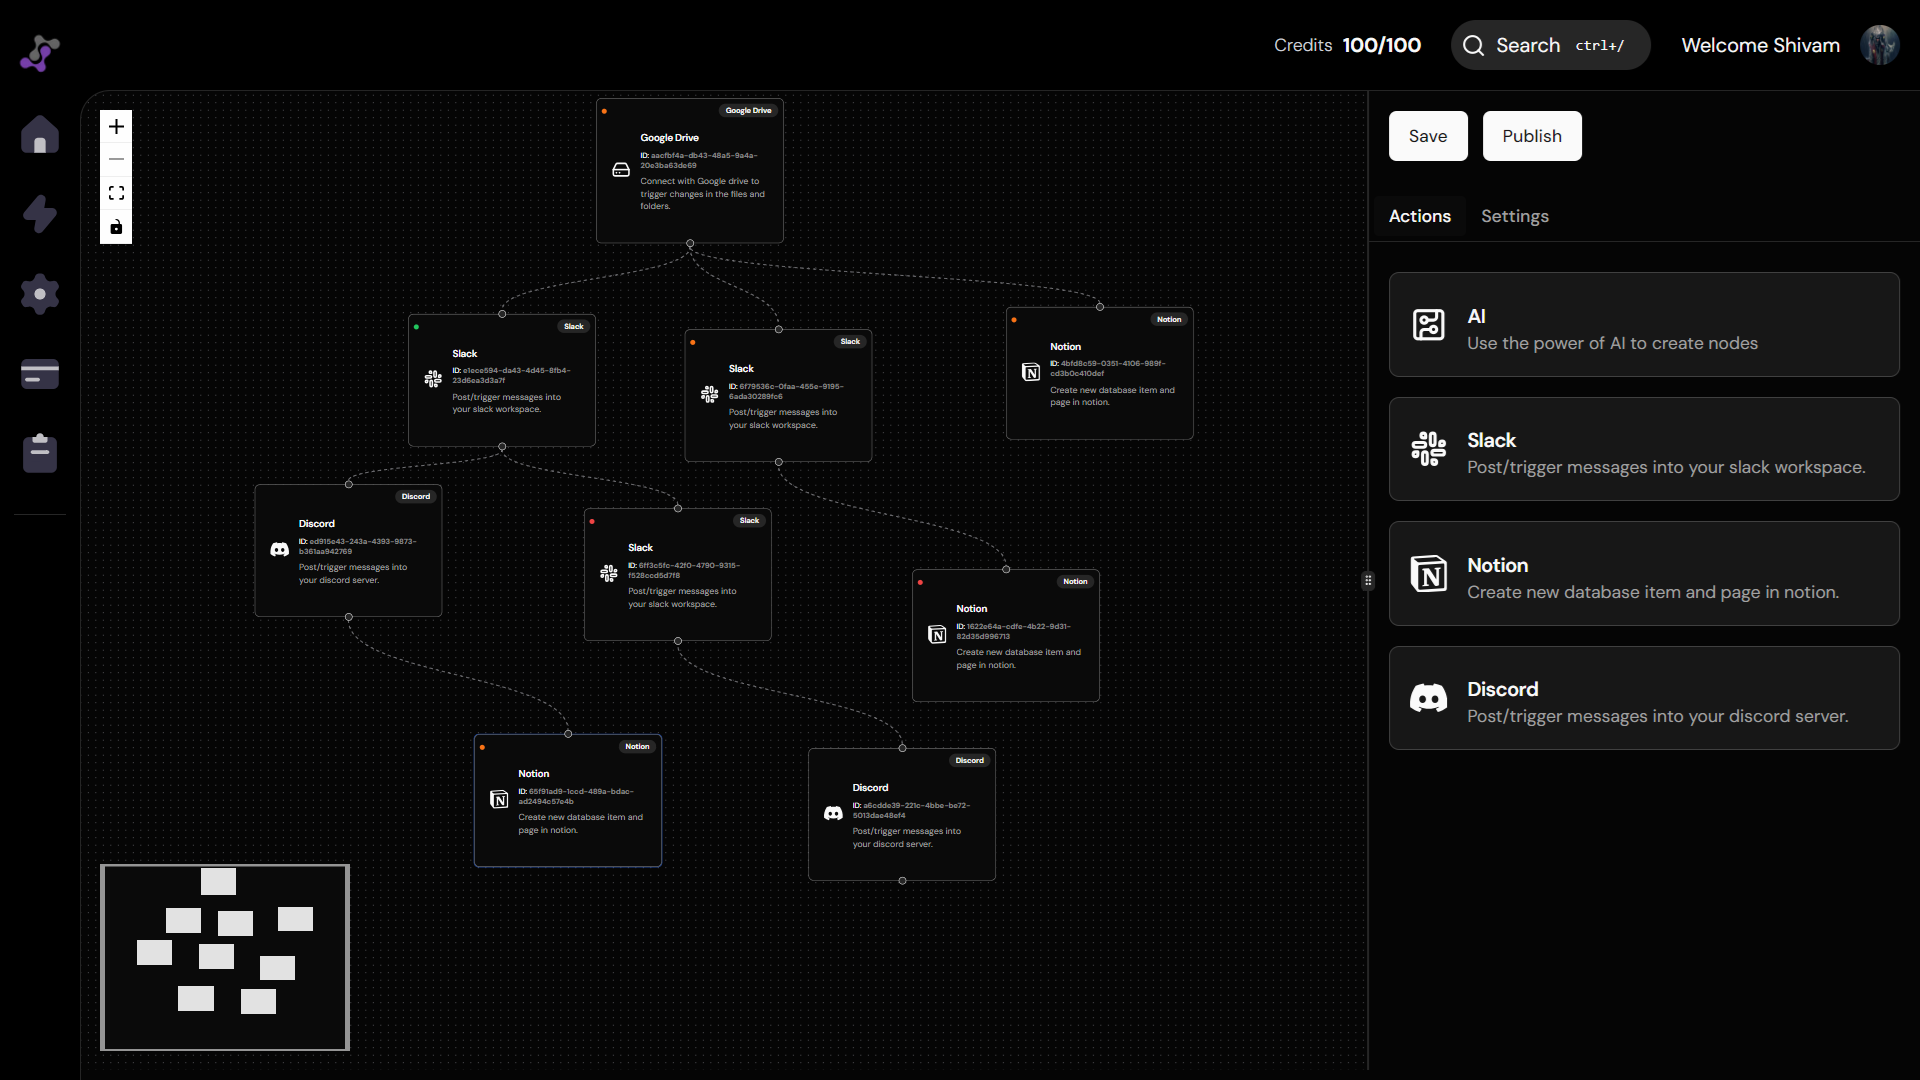 Credits 100/100
Search ctrl+/
Welcome Shivam
Save
Publish
Actions
Settings
AI
Use the power of AI to create nodes
Slack
Post/trigger messages into your slack workspace.
Notion
Create new database item and page in notion.
Discord
Post/trigger messages into your discord server.
Google Drive
Google Drive
ID: aacfbf4a-db43-48a5-9a4a-
20e3ba63de69
Connect with Google drive to
trigger changes in the files and
folders.
Slack
Slack
ID: e1ece594-da43-4d45-8fb4-
23d6ea3d3a7f
Post/trigger messages into
your slack workspace.
Slack
Slack
ID: 6f79536c-0faa-455e-9195-
6ada30289fc6
Post/trigger messages into
your slack workspace.
Notion
Notion
ID: 4bfd8c59-0351-4106-989f-
cd3b0c410def
Create new database item and
page in notion.
Discord
Discord
ID: ed915e43-243a-4393-9873-
b361aa942769
Post/trigger messages into
your discord server.
Slack
Slack
ID: 6ff3c5fc-42f0-4790-9315-
f528ccd5d7f8
Post/trigger messages into
your slack workspace.
Notion
Notion
ID: 1622e64a-cdfe-4b22-9d31-
82d35d996713
Create new database item and
page in notion.
Notion
Notion
ID: 65f91ad9-1ccd-489a-bdac-
ad2494c57e4b
Create new database item and
page in notion.
Discord
Discord
ID: a6cdde39-221c-4bbe-be72-
5013dae48ef4
Post/trigger messages into
your discord server.